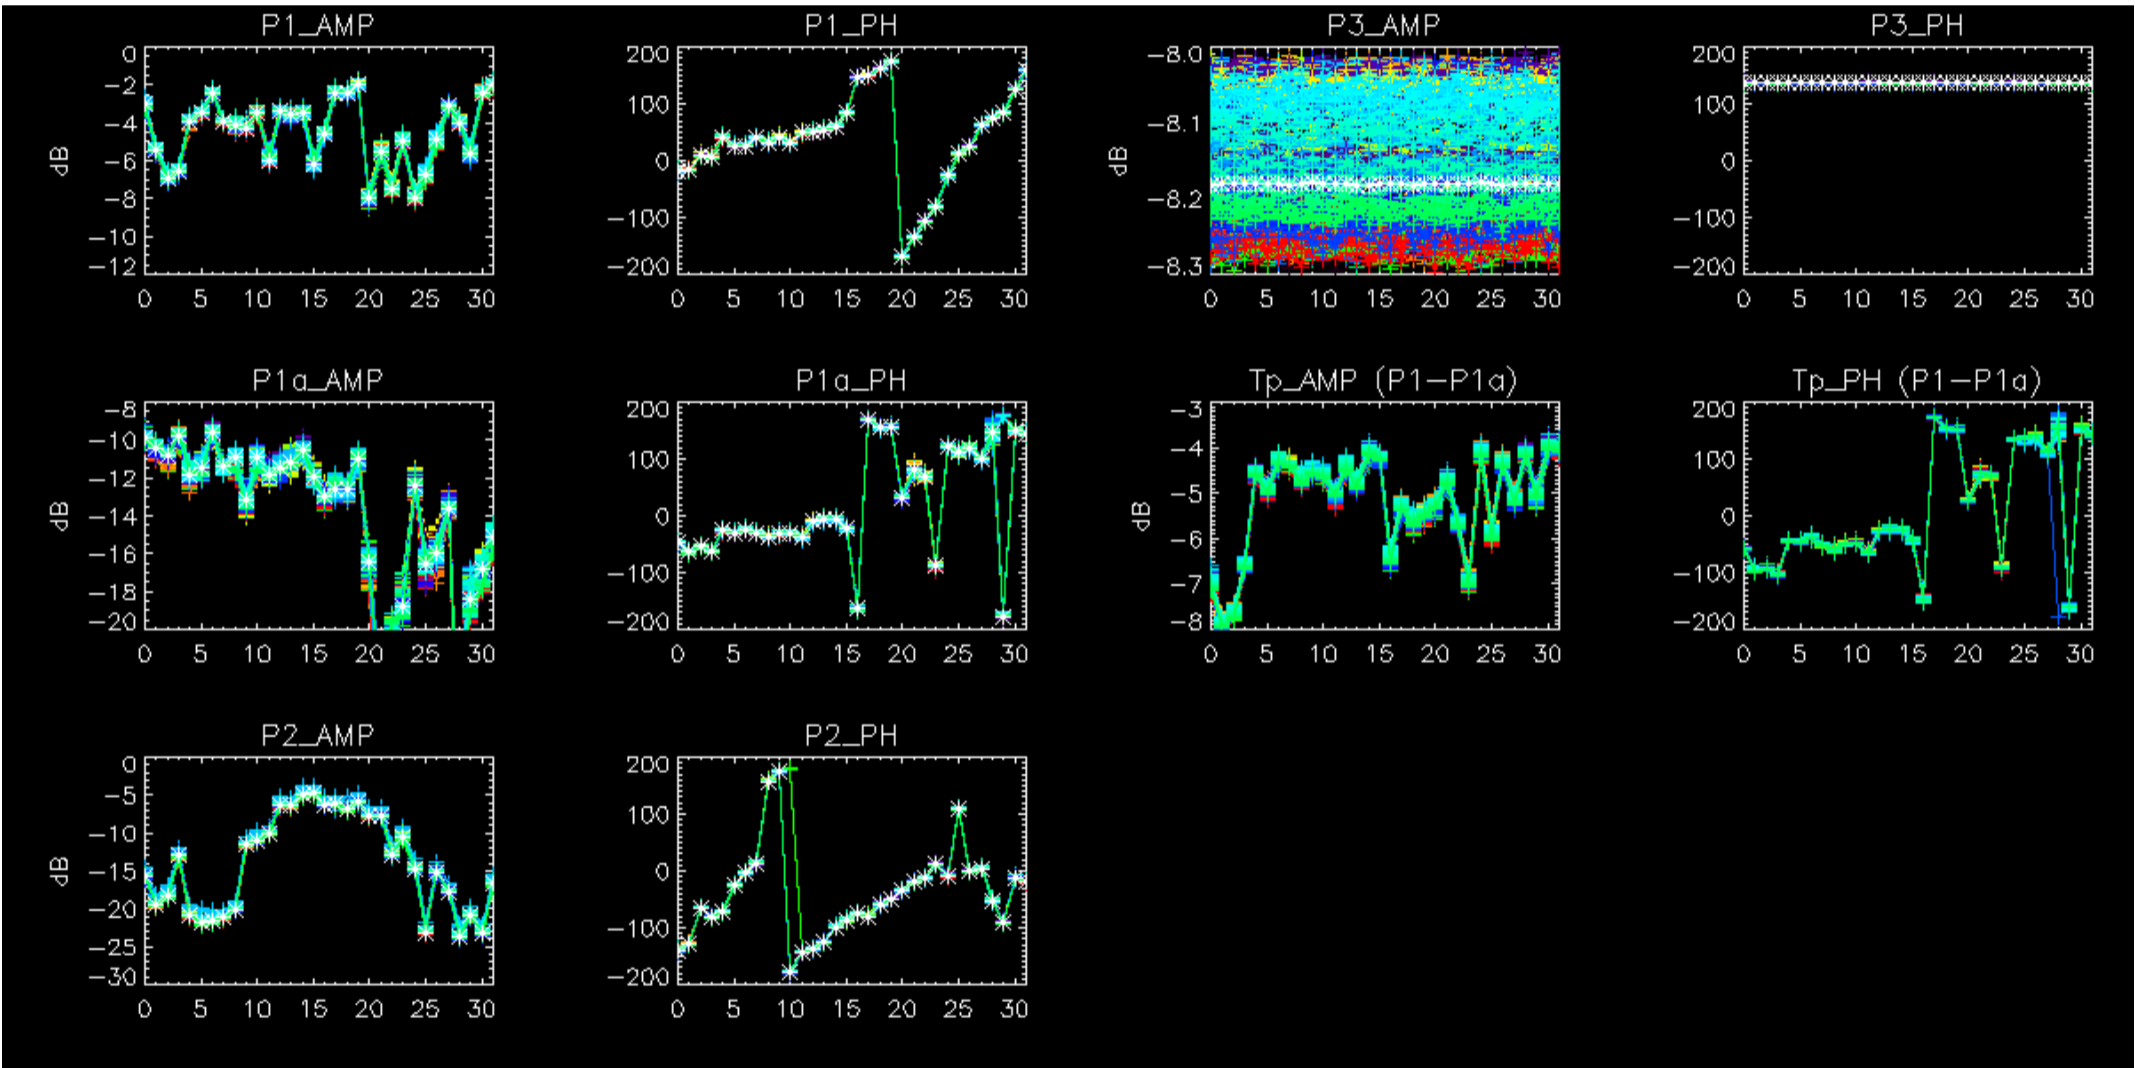 P1_AMP
P1_PH
P3_AMP
P3_PH
dB
0
-2
-4
-6
-8
-10
-12
0 5 10 15 20 25 30
200
100
0
-100
-200
0 5 10 15 20 25 30
dB
-8.0
-8.1
-8.2
-8.3
0 5 10 15 20 25 30
200
100
0
-100
-200
0 5 10 15 20 25 30
P1a_AMP
P1a_PH
Tp_AMP (P1-P1a)
Tp_PH (P1-P1a)
dB
-8
-10
-12
-14
-16
-18
-20
0 5 10 15 20 25 30
200
100
0
-100
-200
0 5 10 15 20 25 30
dB
-3
-4
-5
-6
-7
-8
0 5 10 15 20 25 30
200
100
0
-100
-200
0 5 10 15 20 25 30
P2_AMP
P2_PH
dB
0
-5
-10
-15
-20
-25
-30
0 5 10 15 20 25 30
200
100
0
-100
-200
0 5 10 15 20 25 30